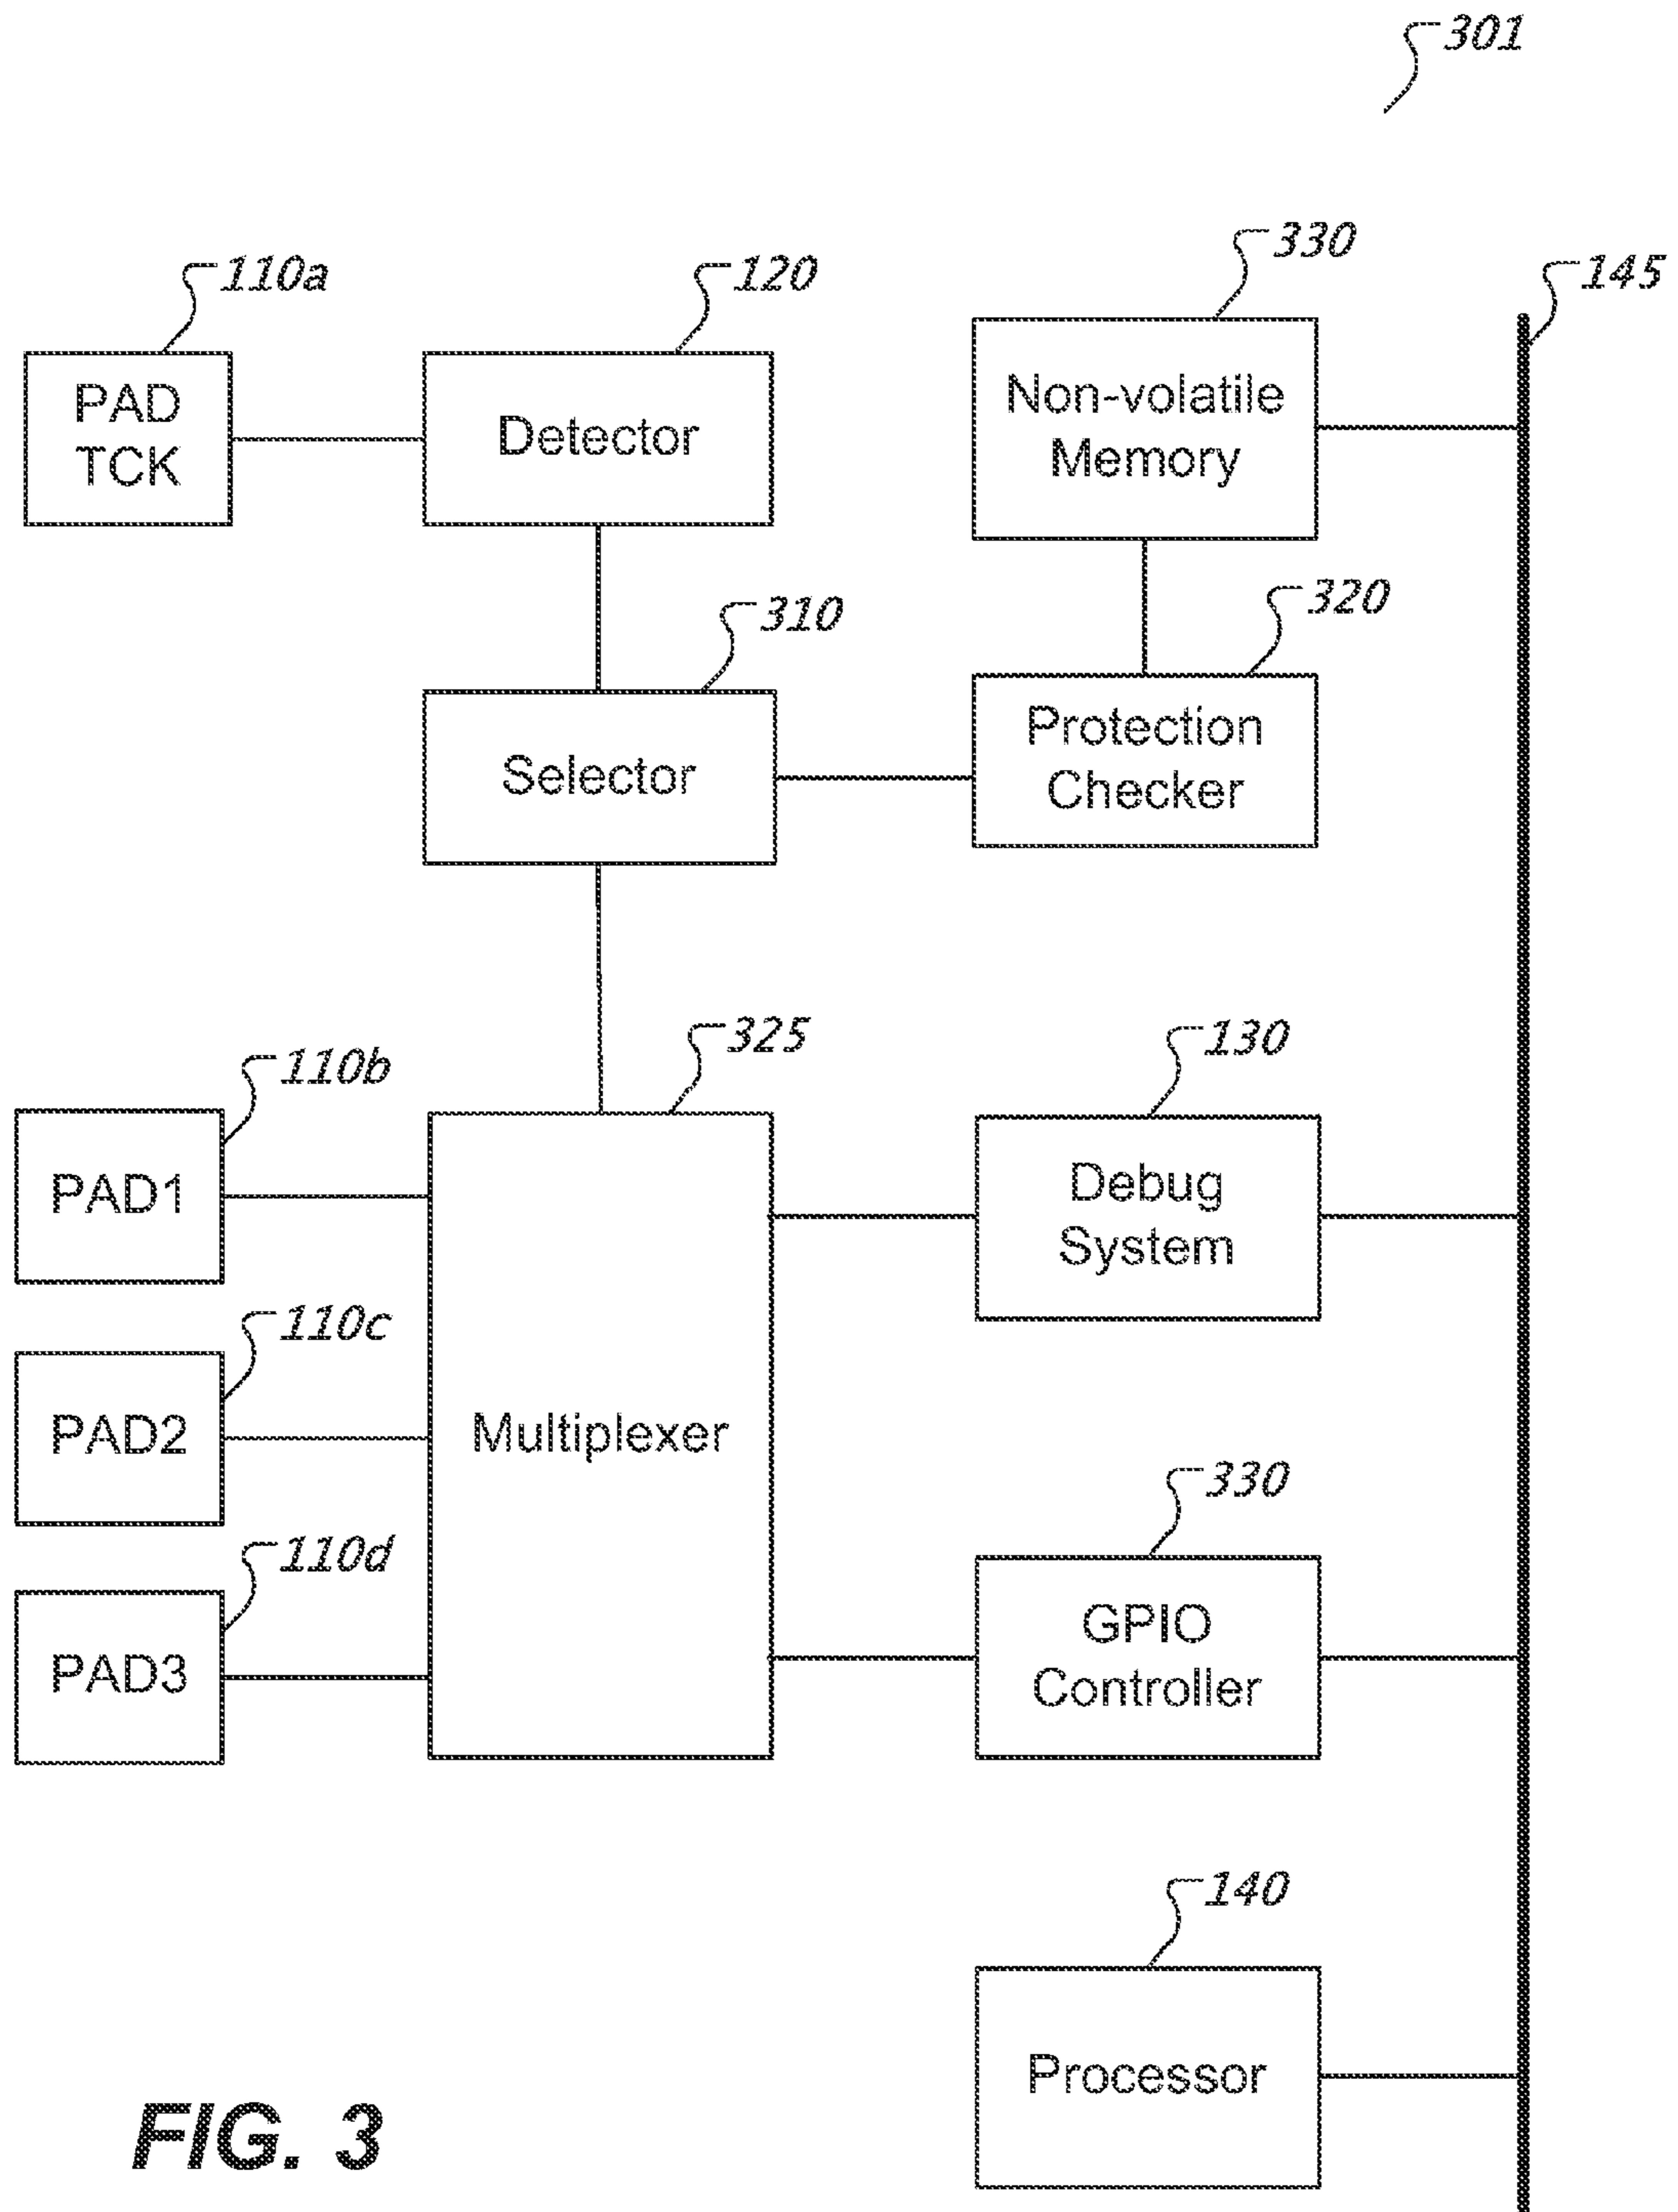 301
110a
120
330
145
PAD
TCK
Detector
Non-volatile
Memory
310
320
Selector
Protection
Checker
325
130
110b
PAD1
Debug
System
110c
PAD2
Multiplexer
330
110d
PAD3
GPIO
Controller
140
Processor
FIG. 3